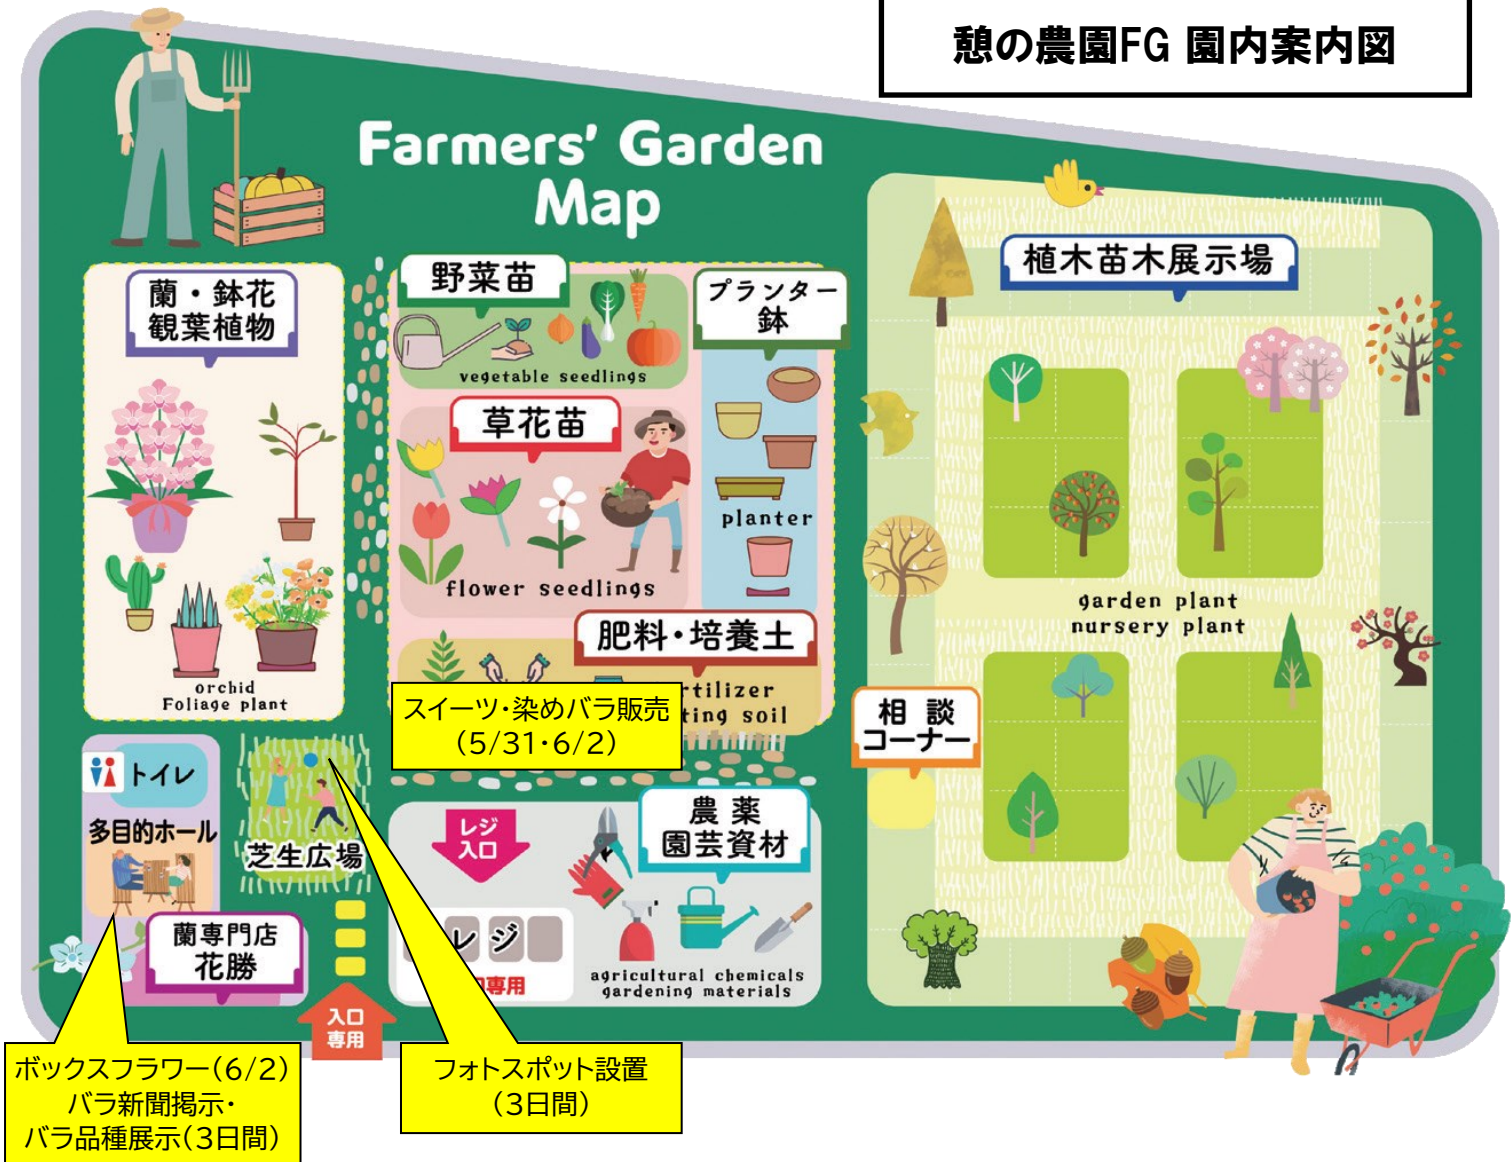 憩の農園FG 園内案内図
Farmers' Garden
Map
蘭・鉢花
観葉植物
orchid
Foliage plant
野菜苗
vegetable seedlings
プランター
鉢
planter
草花苗
flower seedlings
肥料・培養土
rtilizer
ting soil
スイーツ・染めバラ販売
(5/31・6/2)
植木苗木展示場
garden plant
nursery plant
相 談
コーナー
トイレ
多目的ホール
芝生広場
蘭専門店
花勝
入口
専用
レジ
入口
レジ
専用
農 薬
園芸資材
agricultural chemicals
gardening materials
ボックスフラワー(6/2)
バラ新聞掲示・
バラ品種展示(3日間)
フォトスポット設置
(3日間)